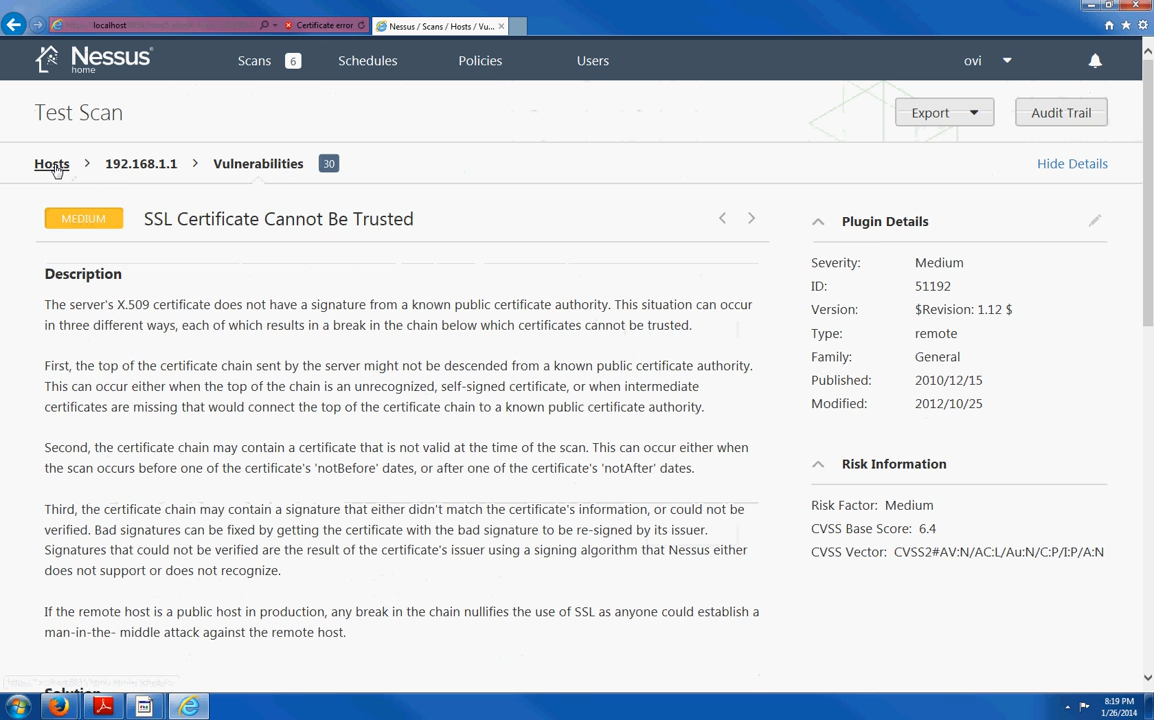 localhost
Certificate error
Nessus / Scans / Hosts / Vu...
Nessus
home
Scans 6
Schedules
Policies
Users
ovi
Test Scan
Export
Audit Trail
Hosts > 192.168.1.1 > Vulnerabilities 30
Hide Details
MEDIUM
SSL Certificate Cannot Be Trusted
Description
The server's X.509 certificate does not have a signature from a known public certificate authority. This situation can occur
in three different ways, each of which results in a break in the chain below which certificates cannot be trusted.
First, the top of the certificate chain sent by the server might not be descended from a known public certificate authority.
This can occur either when the top of the chain is an unrecognized, self-signed certificate, or when intermediate
certificates are missing that would connect the top of the certificate chain to a known public certificate authority.
Second, the certificate chain may contain a certificate that is not valid at the time of the scan. This can occur either when
the scan occurs before one of the certificate's 'notBefore' dates, or after one of the certificate's 'notAfter' dates.
Third, the certificate chain may contain a signature that either didn't match the certificate's information, or could not be
verified. Bad signatures can be fixed by getting the certificate with the bad signature to be re-signed by its issuer.
Signatures that could not be verified are the result of the certificate's issuer using a signing algorithm that Nessus either
does not support or does not recognize.
If the remote host is a public host in production, any break in the chain nullifies the use of SSL as anyone could establish a
man-in-the- middle attack against the remote host.
Solution
Plugin Details
Severity: Medium
ID: 51192
Version: $Revision: 1.12 $
Type: remote
Family: General
Published: 2010/12/15
Modified: 2012/10/25
Risk Information
Risk Factor: Medium
CVSS Base Score: 6.4
CVSS Vector: CVSS2#AV:N/AC:L/Au:N/C:P/I:P/A:N
8:19 PM
1/26/2014